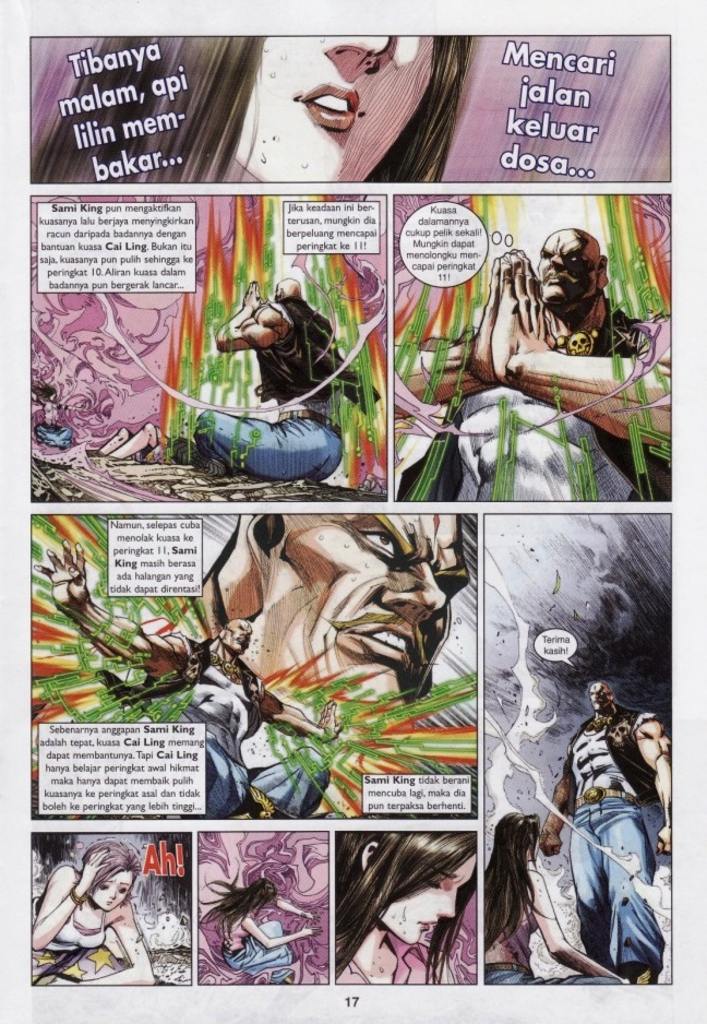 Tibanya
malam, api
lilin mem-
bakar...
Mencari
jalan
keluar
dosa...
Sami King pun mengaktifkan
kuasanya lalu berjaya menyingkirkan
racun daripada badannya dengan
bantuan kuasa Cai Ling. Bukan itu
saja, kuasanya pun pulih sehingga ke
peringkat 10. Aliran kuasa dalam
badannya pun bergerak lancar...
Jika keadaan ini ber-
terusan, mungkin dia
berpeluang mencapai
peringkat ke 11!
Kuasa
dalamannya
cukup pelik sekali!
Mungkin dapat
menolongku men-
capai peringkat
11!
Namun, selepas cuba
menolak kuasa ke
peringkat 11, Sami
King masih berasa
ada halangan yang
tidak dapat direntasi!
Sebenarnya anggapan Sami King
adalah tepat, kuasa Cai Ling memang
dapat membantunya. Tapi Cai Ling
hanya belajar peringkat awal hikmat
maka hanya dapat membaik pulih
kuasanya ke peringkat asal dan tidak
boleh ke peringkat yang lebih tinggi...
Sami King tidak berani
mencuba lagi, maka dia
pun terpaksa berhenti.
Terima
kasih!
Ah!
17